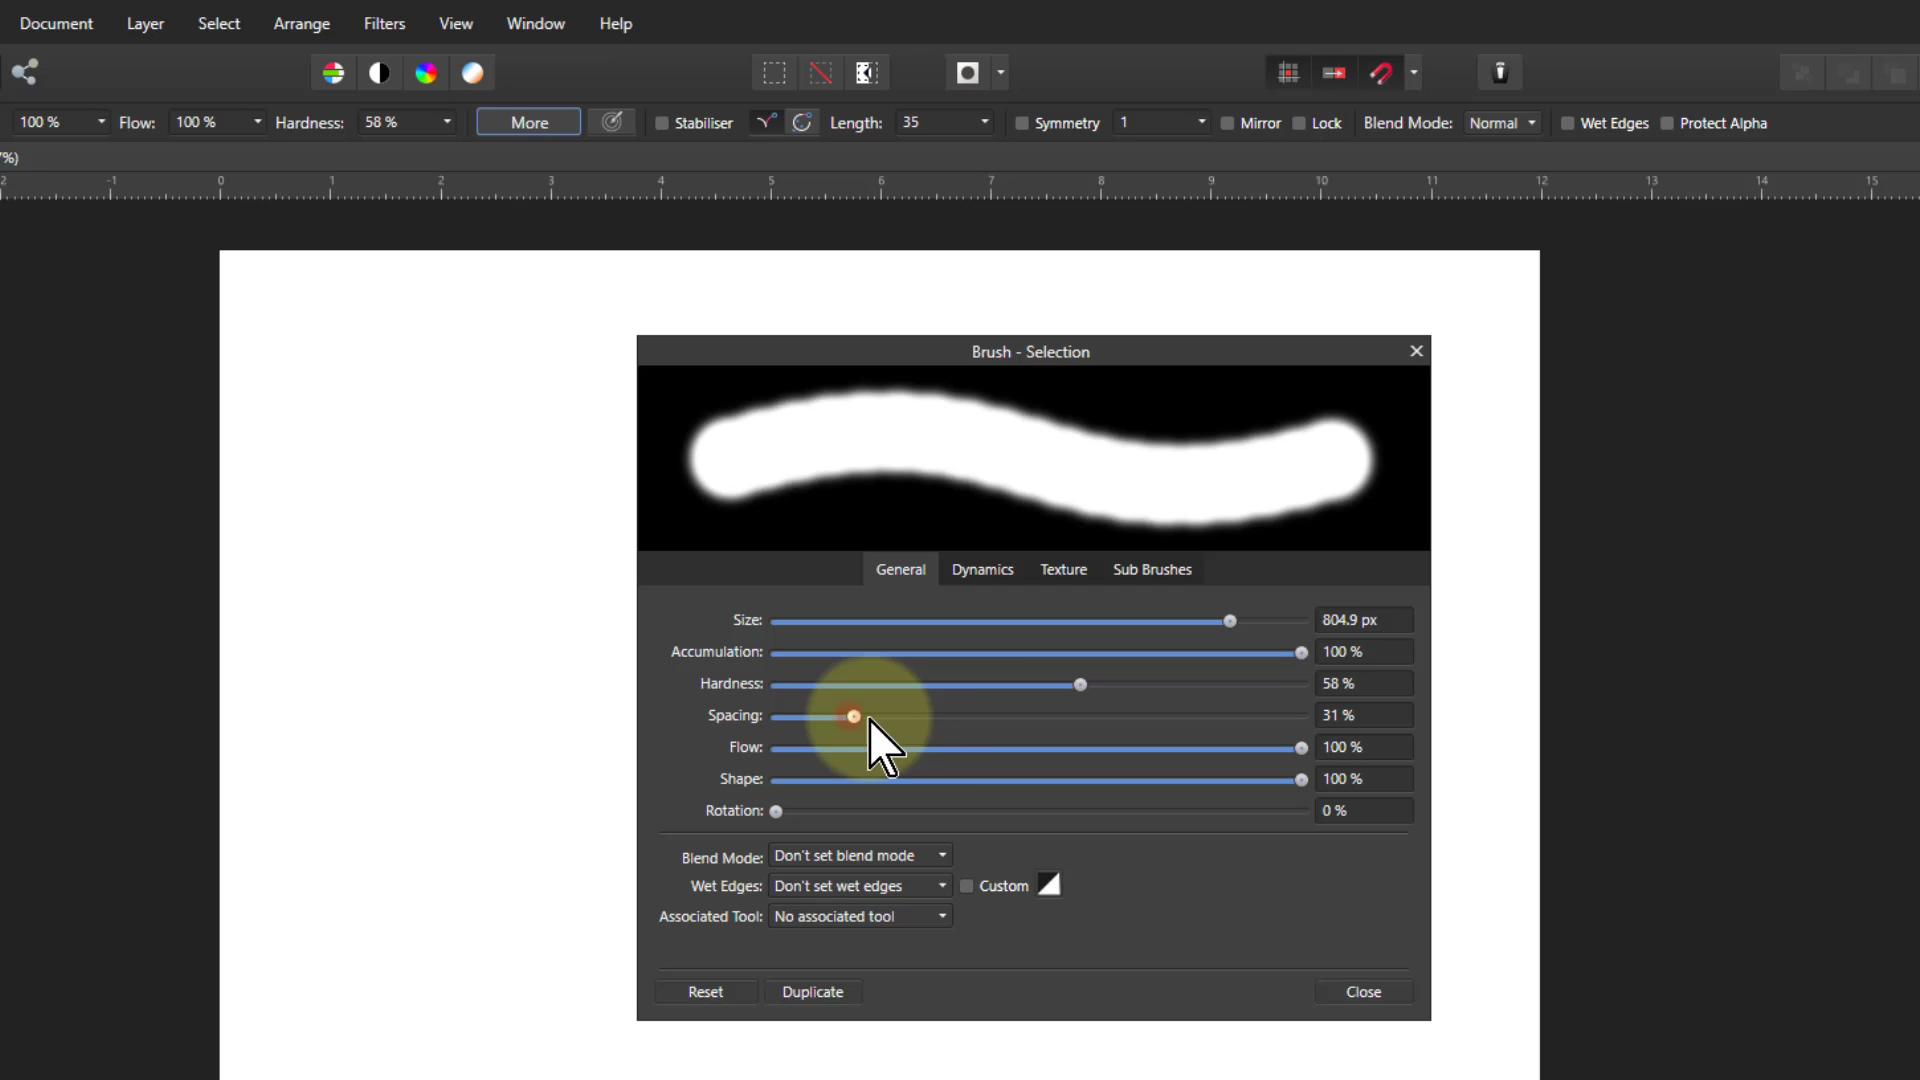 Document Layer Select Arrange Filters View Window Help
100 % Flow: 100 % Hardness: 58 % More Stabiliser Length: 35 Symmetry 1 Mirror Lock Blend Mode: Normal Wet Edges Protect Alpha
%)
2 -1 0 1 2 3 4 5 6 7 8 9 10 11 12 13 14 15
Brush - Selection
General Dynamics Texture Sub Brushes
Size: 804.9 px
Accumulation: 100 %
Hardness: 58 %
Spacing: 31 %
Flow: 100 %
Shape: 100 %
Rotation: 0 %
Blend Mode: Don't set blend mode
Wet Edges: Don't set wet edges Custom
Associated Tool: No associated tool
Reset Duplicate Close